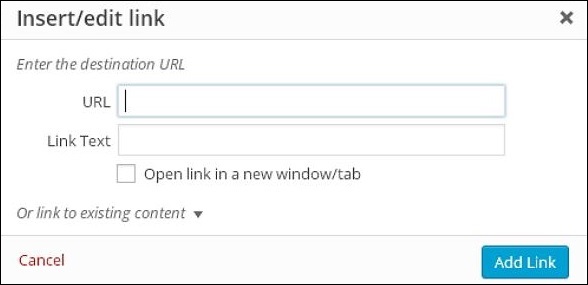 Insert/edit link
Enter the destination URL
URL
Link Text
Open link in a new window/tab
Or link to existing content
Cancel
Add Link